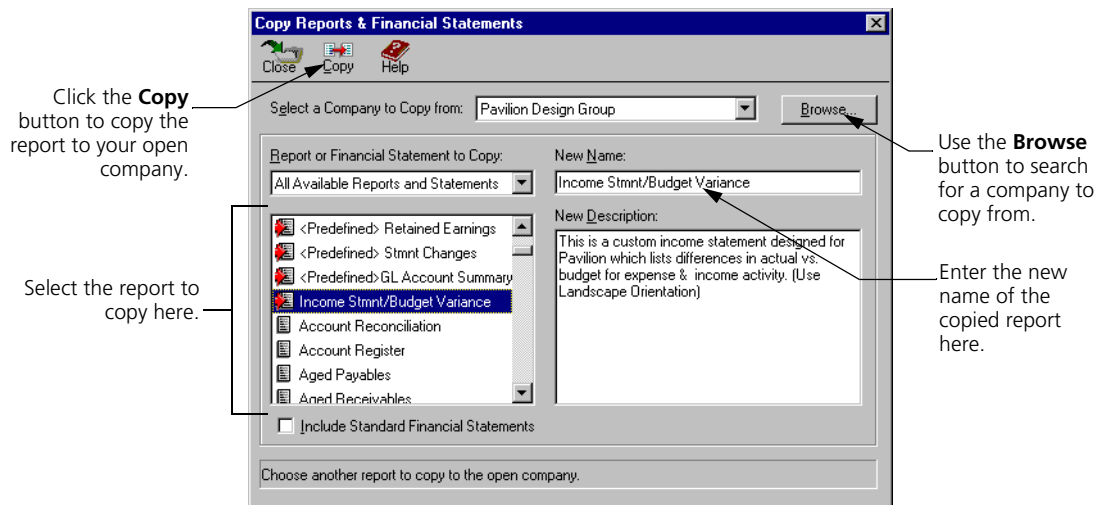 Copy Reports & Financial Statements
Close Copy Help
Click the Copy
button to copy the
report to your open
company.
Select a Company to Copy from: Pavilion Design Group Browse...
Use the Browse
button to search
for a company to
copy from.
Report or Financial Statement to Copy:
All Available Reports and Statements
New Name:
Income Stmnt/Budget Variance
Select the report to
copy here.
<Predefined> Retained Earnings
<Predefined> Stmnt Changes
<Predefined>GL Account Summary
Income Stmnt/Budget Variance
Account Reconciliation
Account Register
Aged Payables
Aged Receivables
New Description:
This is a custom income statement designed for
Pavilion which lists differences in actual vs.
budget for expense & income activity. (Use
Landscape Orientation)
Enter the new
name of the
copied report
here.
Include Standard Financial Statements
Choose another report to copy to the open company.